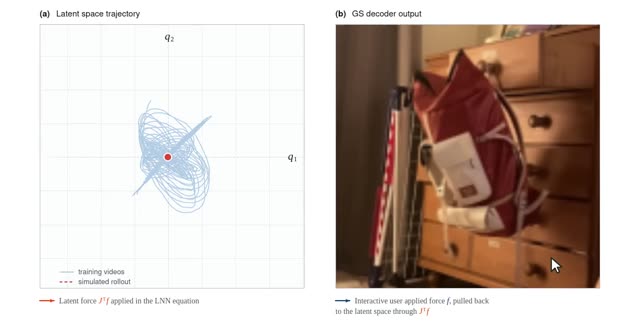 (a) Latent space trajectory
q2
q1
training videos
simulated rollout
Latent force J⊤f applied in the LNN equation
(b) GS decoder output
Interactive user applied force f, pulled back
to the latent space through J⊤f